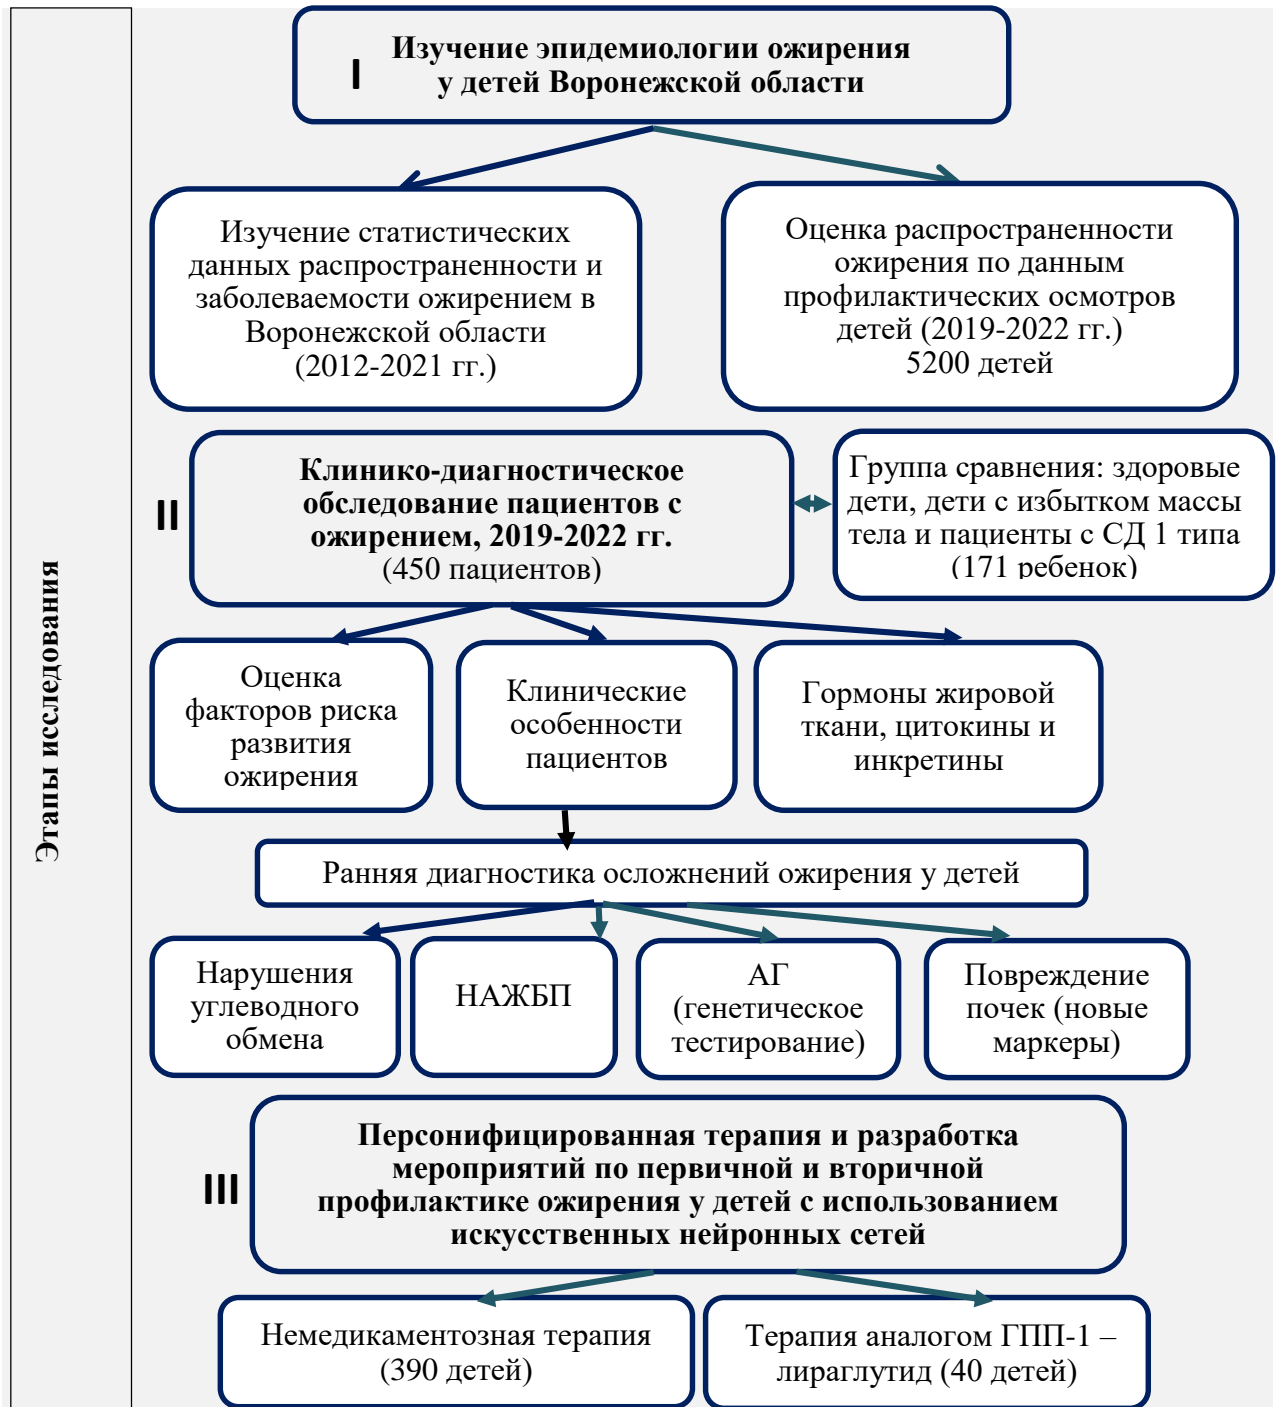 Этапы исследования
I
Изучение эпидемиологии ожирения
у детей Воронежской области
Изучение статистических
данных распространенности и
заболеваемости ожирением в
Воронежской области
(2012-2021 гг.)
Оценка распространенности
ожирения по данным
профилактических осмотров
детей (2019-2022 гг.)
5200 детей
II
Клинико-диагностическое
обследование пациентов с
ожирением, 2019-2022 гг.
(450 пациентов)
Группа сравнения: здоровые
дети, дети с избытком массы
тела и пациенты с СД 1 типа
(171 ребенок)
Оценка
факторов риска
развития
ожирения
Клинические
особенности
пациентов
Гормоны жировой
ткани, цитокины и
инкретины
Ранняя диагностика осложнений ожирения у детей
Нарушения
углеводного
обмена
НАЖБП
АГ
(генетическое
тестирование)
Повреждение
почек (новые
маркеры)
III
Персонифицированная терапия и разработка
мероприятий по первичной и вторичной
профилактике ожирения у детей с использованием
искусственных нейронных сетей
Немедикаментозная терапия
(390 детей)
Терапия аналогом ГПП-1 –
лираглутид (40 детей)